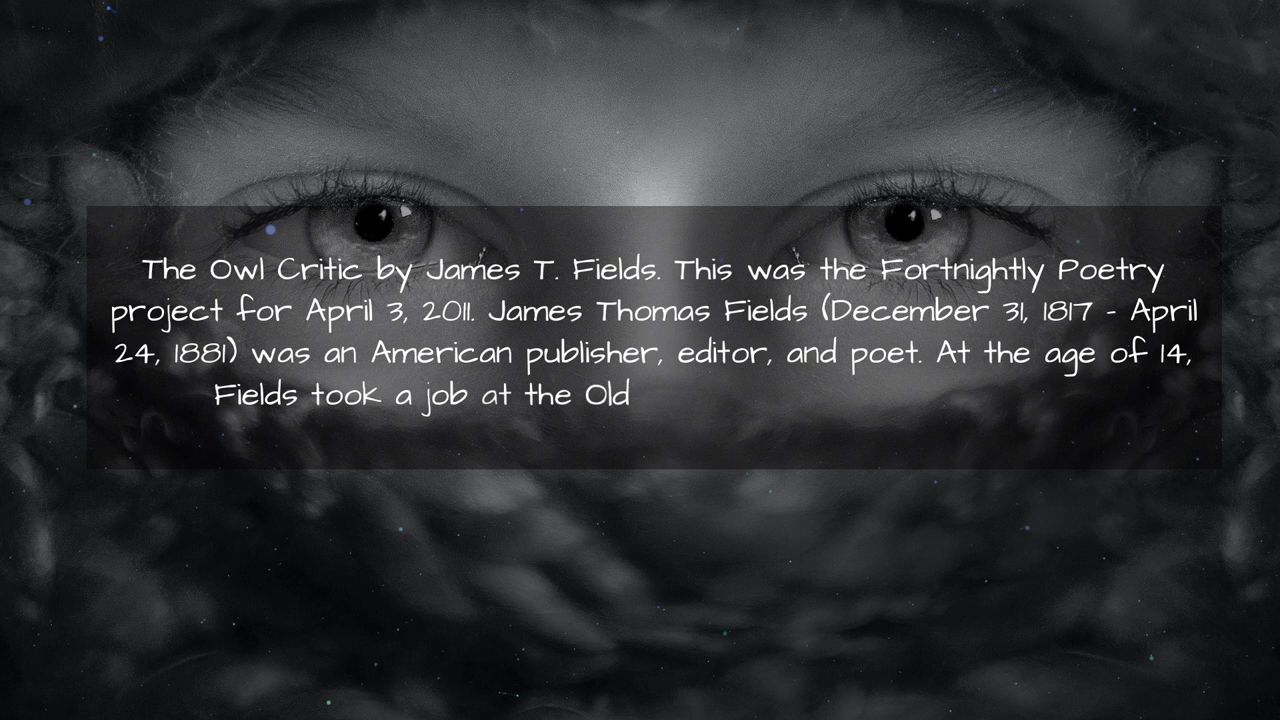 The Owl Critic by James T. Fields. This was the Fortnightly Poetry
project for April 3, 2011. James Thomas Fields (December 31, 1817 - April
24, 1881) was an American publisher, editor, and poet. At the age of 14,
Fields took a job at the Old